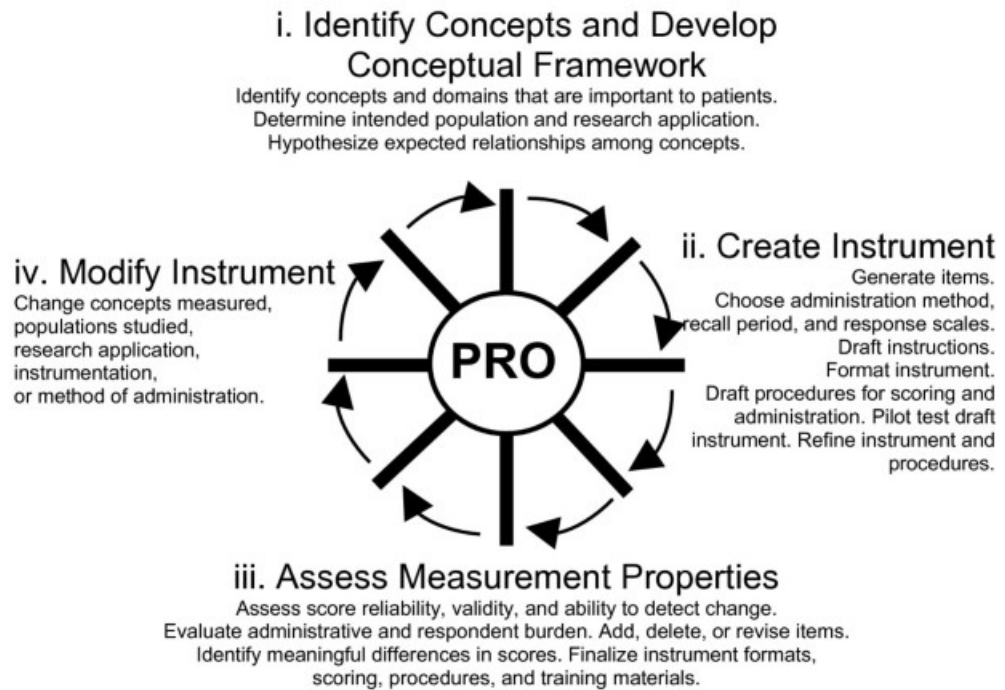 i. Identify Concepts and Develop
Conceptual Framework
Identify concepts and domains that are important to patients.
Determine intended population and research application.
Hypothesize expected relationships among concepts.
ii. Create Instrument
Generate items.
Choose administration method,
recall period, and response scales.
Draft instructions.
Format instrument.
Draft procedures for scoring and
administration. Pilot test draft
instrument. Refine instrument and
procedures.
iv. Modify Instrument
Change concepts measured,
populations studied,
research application,
instrumentation,
or method of administration.
PRO
iii. Assess Measurement Properties
Assess score reliability, validity, and ability to detect change.
Evaluate administrative and respondent burden. Add, delete, or revise items.
Identify meaningful differences in scores. Finalize instrument formats,
scoring, procedures, and training materials.